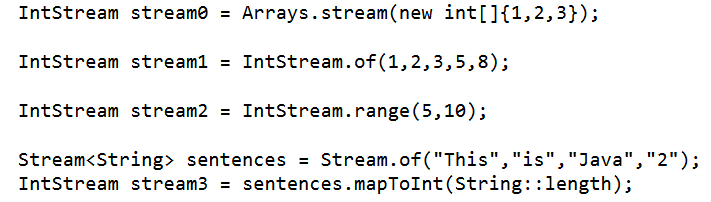 IntStream stream0 = Arrays.stream(new int[]{1,2,3});
IntStream stream1 = IntStream.of(1,2,3,5,8);
IntStream stream2 = IntStream.range(5,10);
Stream<String> sentences = Stream.of("This","is","Java","2");
IntStream stream3 = sentences.mapToInt(String::length);